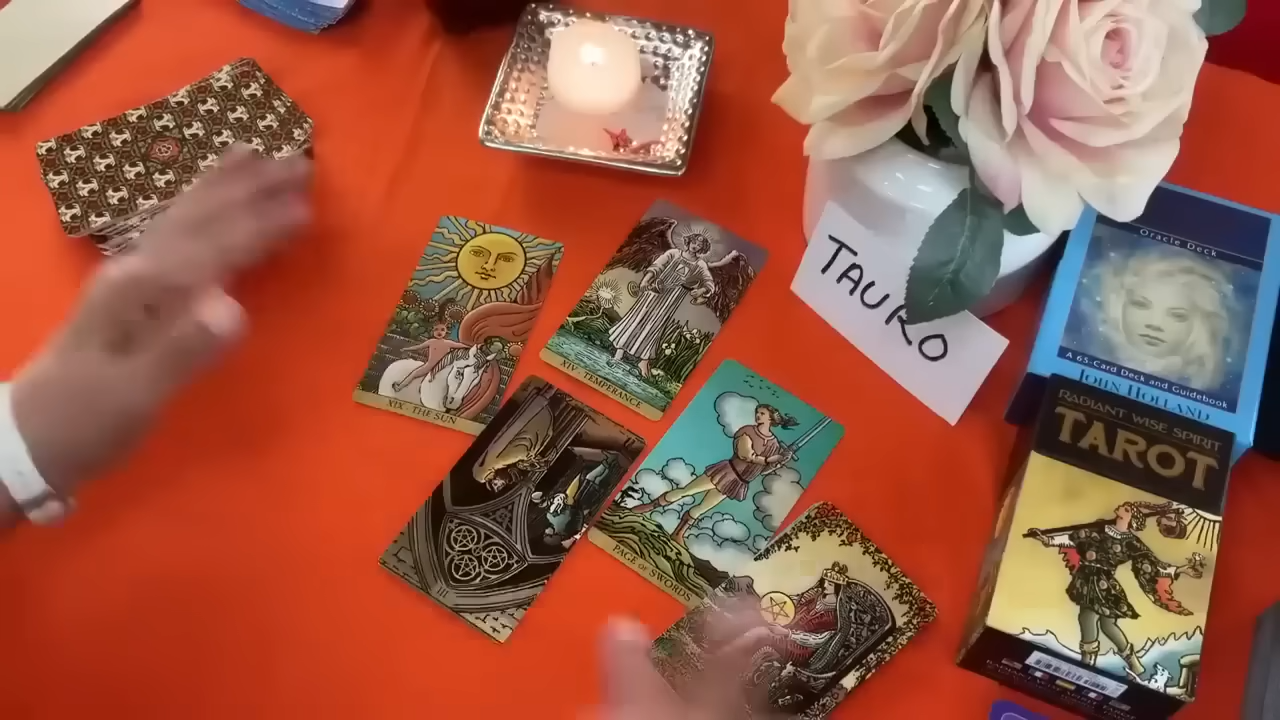 XIX · THE SUN
XIV · TEMPERANCE
TAURO
Oracle Deck
A 65-Card Deck and Guidebook
JOHN HOLLAND
III
PAGE OF SWORDS
RADIANT WISE SPIRIT
TAROT